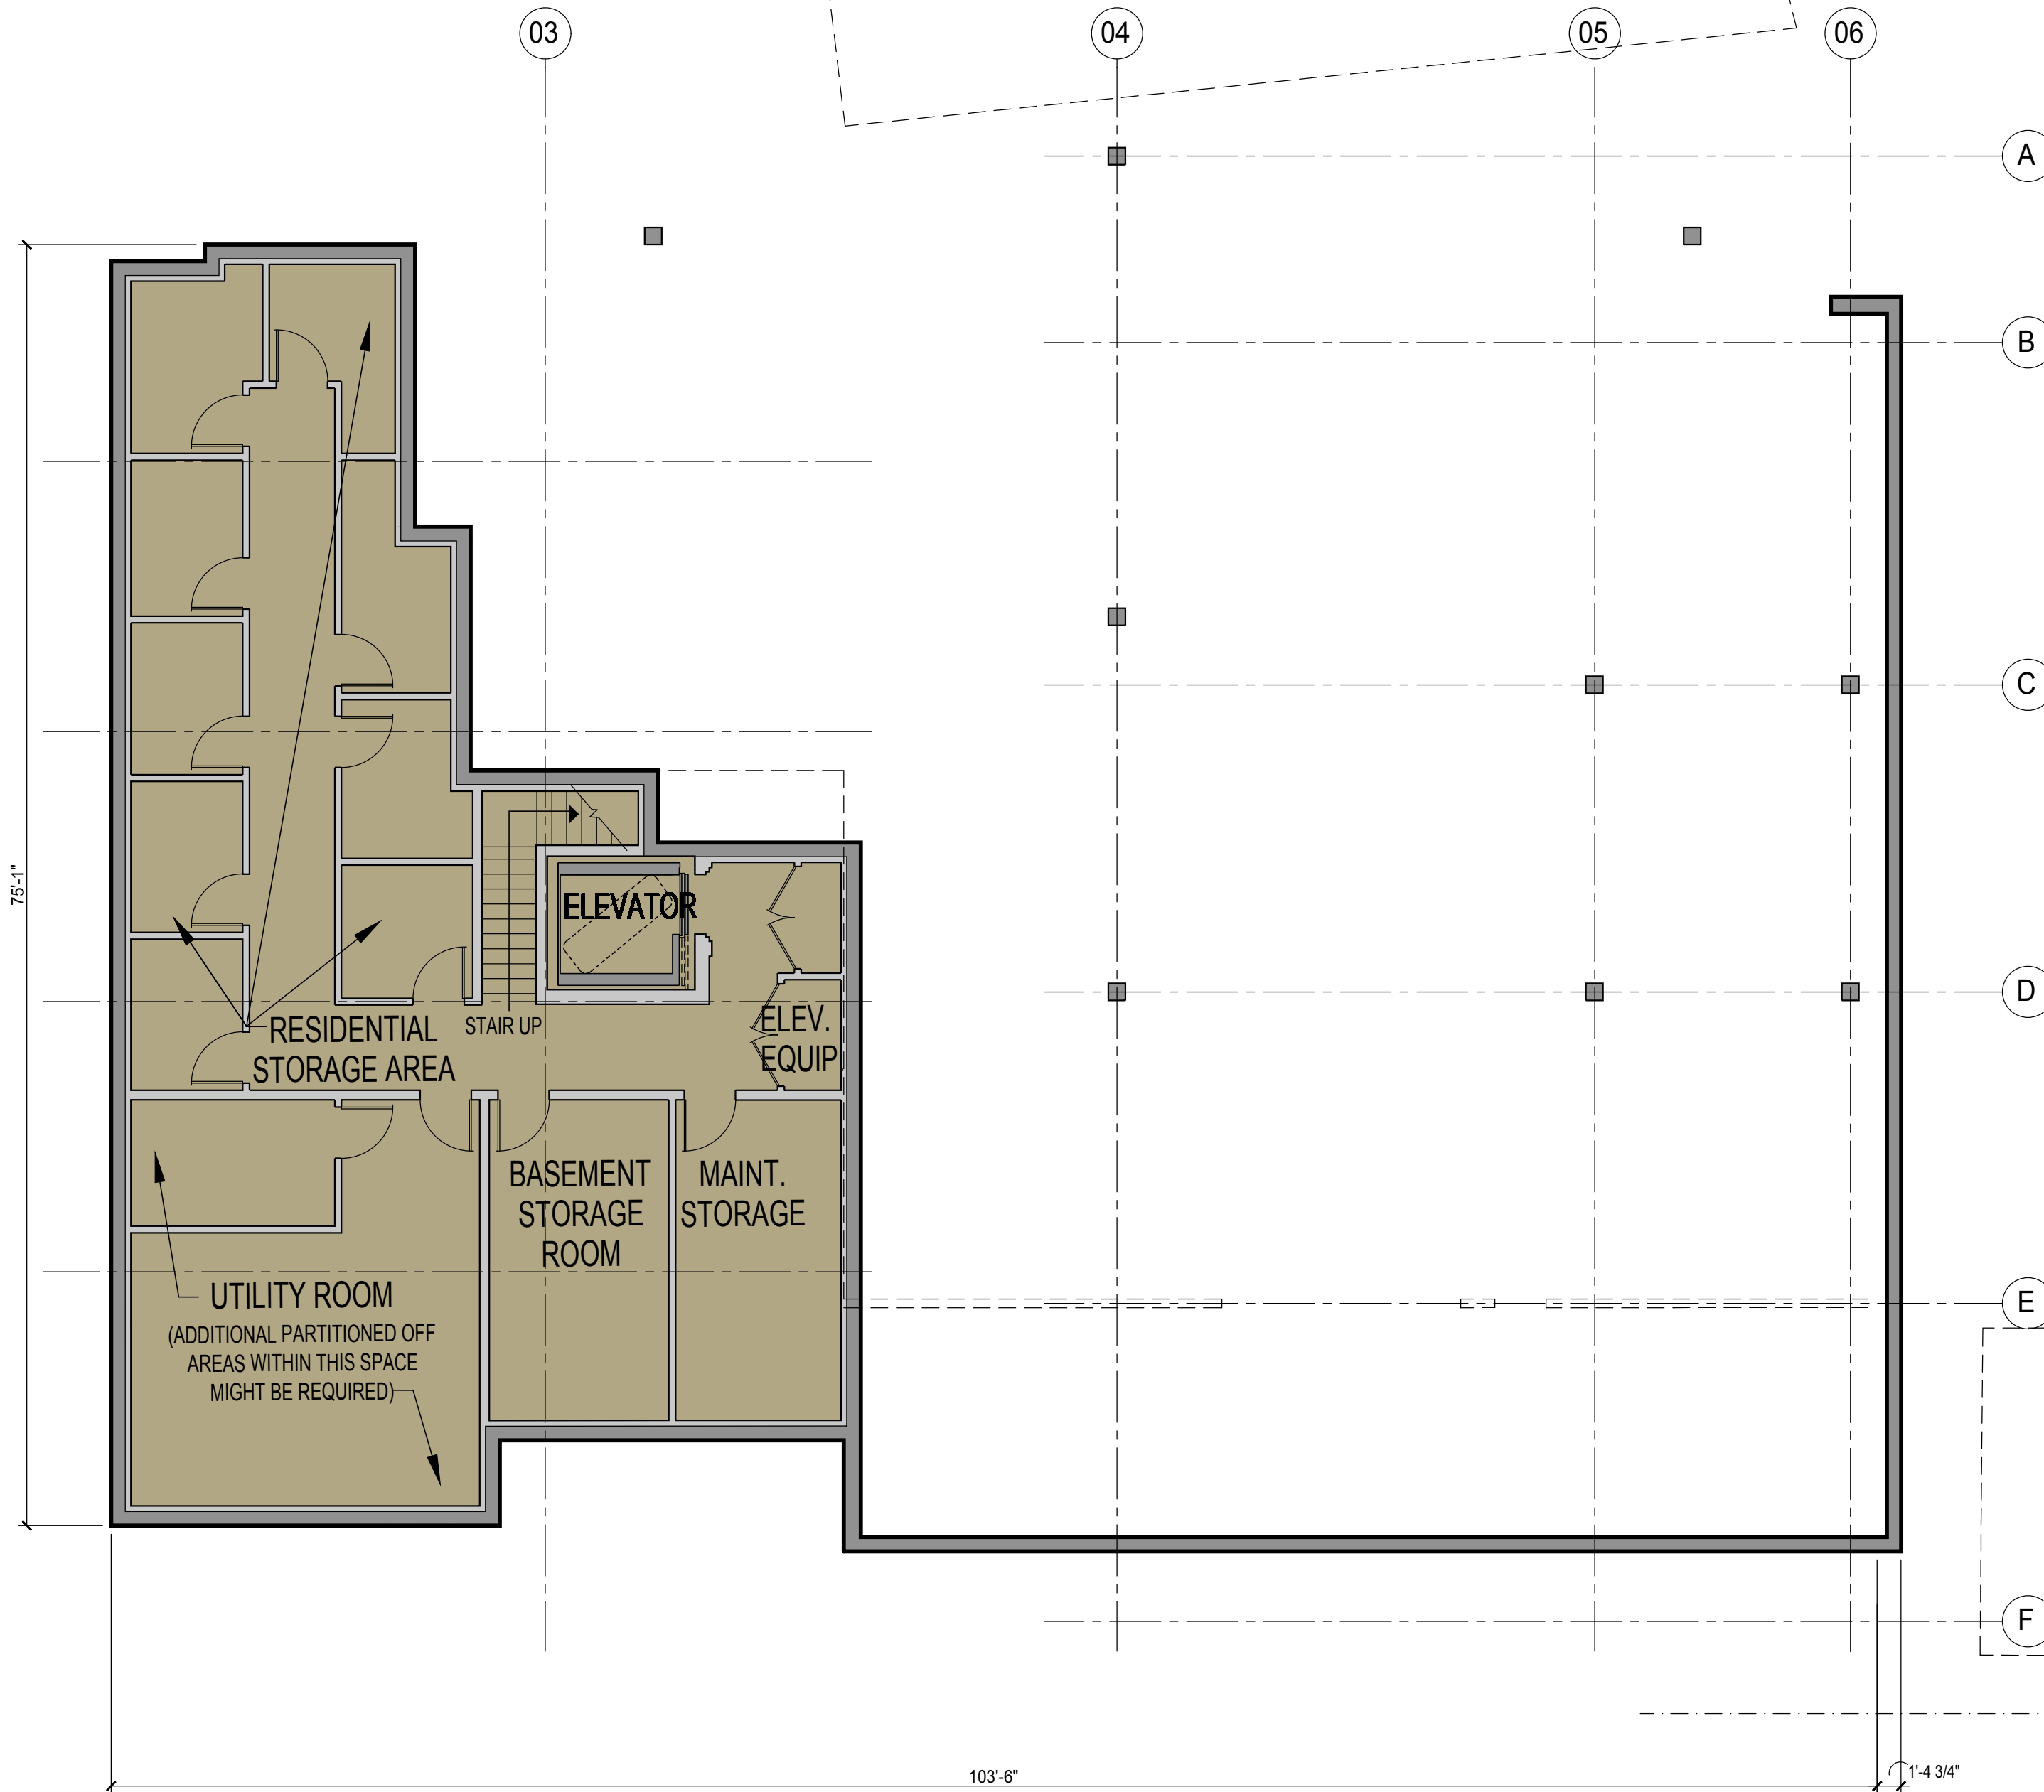 03
04
05
06
A
B
C
D
E
F
75'-1"
ELEVATOR
RESIDENTIAL
STORAGE AREA
STAIR UP
ELEV.
EQUIP
BASEMENT
STORAGE
ROOM
MAINT.
STORAGE
UTILITY ROOM
(ADDITIONAL PARTITIONED OFF
AREAS WITHIN THIS SPACE
MIGHT BE REQUIRED)
103'-6"
1'-4 3/4"